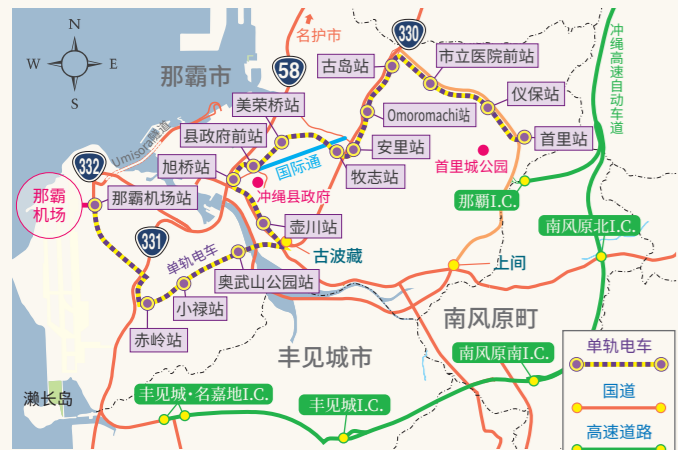 N
W
E
S
名护市
58
330
那霸市
古岛站
市立医院前站
冲绳高速自动车道
美荣桥站
仪保站
Omoromachi站
Umisora隧道
县政府前站
首里站
332
旭桥站
国际通
安里站
首里城公园
牧志站
那霸
机场
那霸机场站
冲绳县政府
那霸I.C.
331
壶川站
南风原北I.C.
单轨电车
古波藏
上间
奥武山公园站
小禄站
南风原町
赤岭站
单轨电车
丰见城市
南风原南I.C.
国道
濑长岛
丰见城·名嘉地I.C.
丰见城I.C.
高速道路